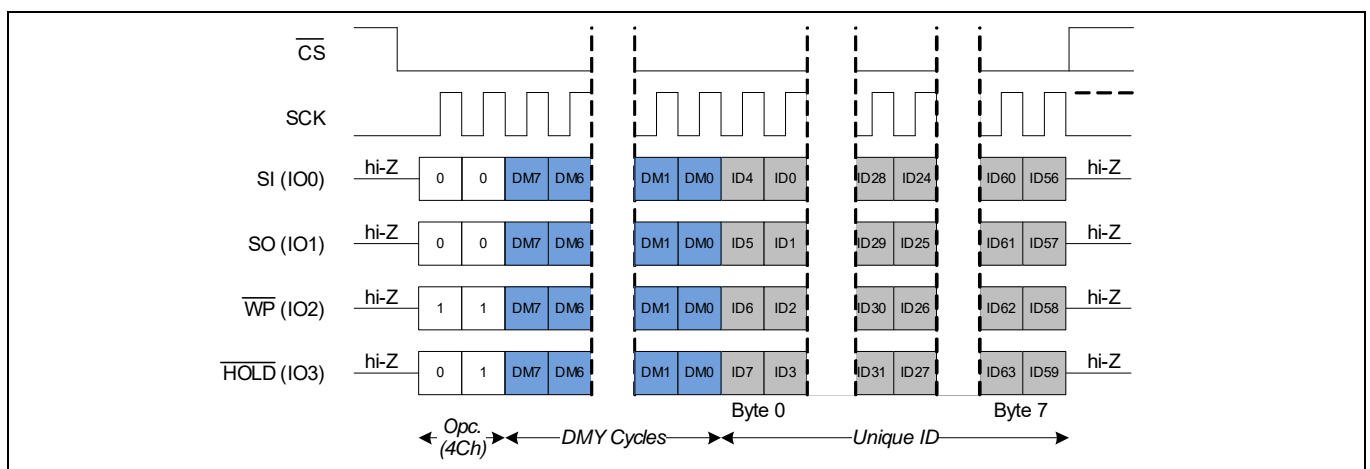 CS
SCK
SI (IO0) hi-Z 0 0 DM7 DM6 DM1 DM0 ID4 ID0 ID28 ID24 ID60 ID56 hi-Z
SO (IO1) hi-Z 0 0 DM7 DM6 DM1 DM0 ID5 ID1 ID29 ID25 ID61 ID57 hi-Z
WP (IO2) hi-Z 1 1 DM7 DM6 DM1 DM0 ID6 ID2 ID30 ID26 ID62 ID58 hi-Z
HOLD (IO3) hi-Z 0 1 DM7 DM6 DM1 DM0 ID7 ID3 ID31 ID27 ID63 ID59 hi-Z
Byte 0 Byte 7
Opc.
(4Ch) DMY Cycles Unique ID